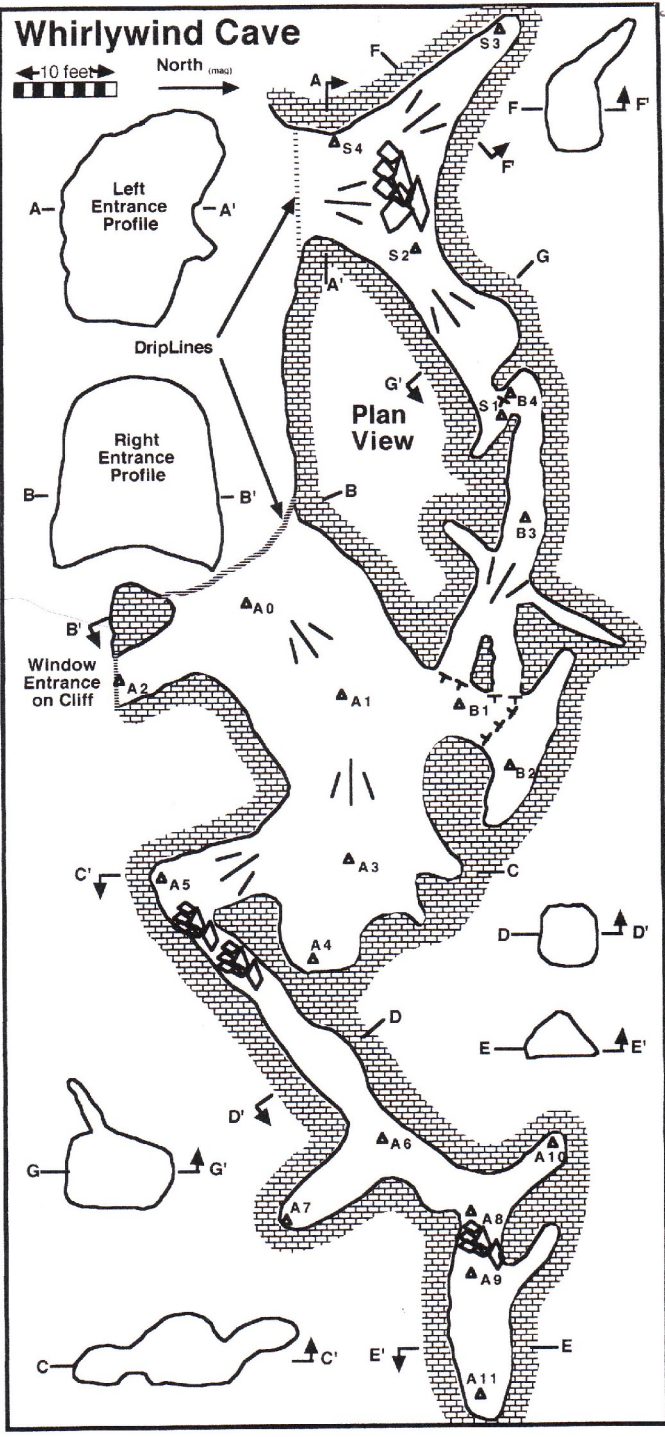 Whirlywind Cave
10 feet
North (mag)
A
F
S3
F
F'
S4
F'
A
Left
Entrance
Profile
A'
S2
G
A'
DripLines
G'
Plan
View
S1
B4
Right
Entrance
Profile
B
B'
B
B3
B'
A0
Window
Entrance
on Cliff
A2
A1
B1
B2
A3
C'
A5
C
A4
D
D'
D
E
E'
D'
A6
A10
G
G'
A7
A8
A9
C
C'
E'
E
A11